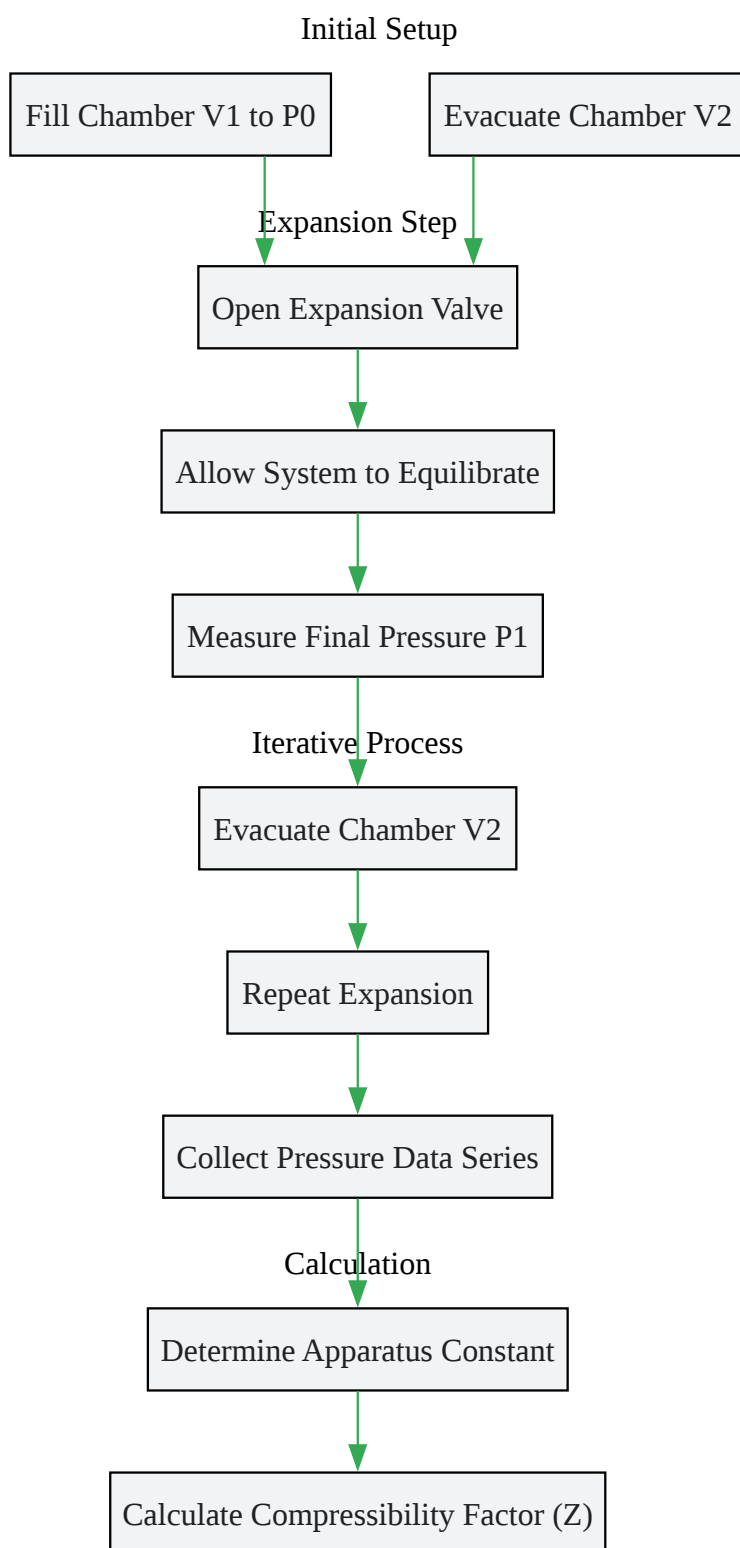 Initial Setup
Fill Chamber V1 to P0
Evacuate Chamber V2
Expansion Step
Open Expansion Valve
Allow System to Equilibrate
Measure Final Pressure P1
Iterative Process
Evacuate Chamber V2
Repeat Expansion
Collect Pressure Data Series
Calculation
Determine Apparatus Constant
Calculate Compressibility Factor (Z)